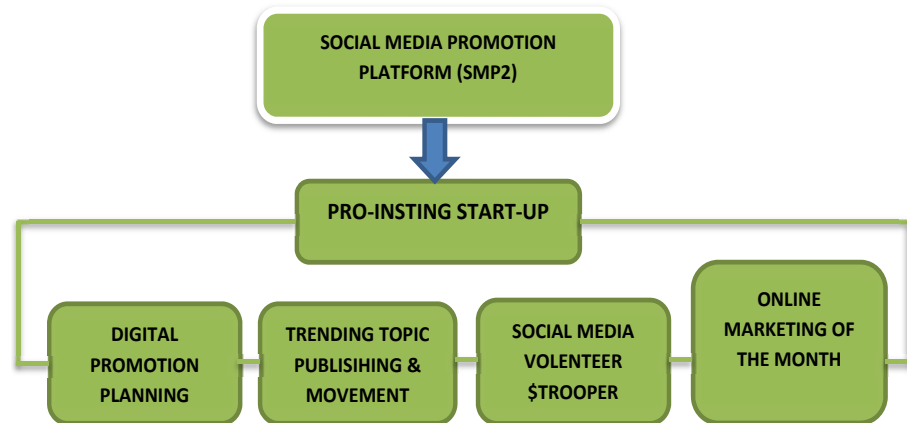 SOCIAL MEDIA PROMOTION
PLATFORM (SMP2)
PRO-INSTING START-UP
DIGITAL
PROMOTION
PLANNING
TRENDING TOPIC
PUBLISIHING &
MOVEMENT
SOCIAL MEDIA
VOLENTEER
$TROOPER
ONLINE
MARKETING OF
THE MONTH